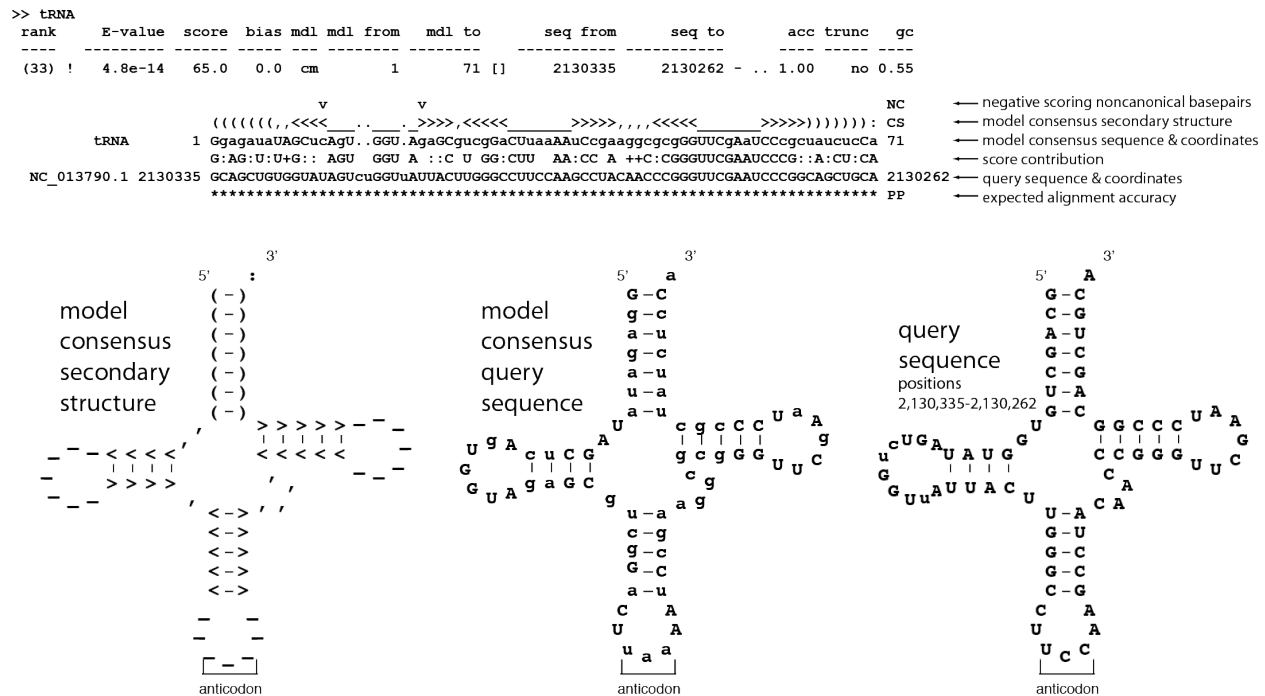 >> tRNA
rank E-value score bias mdl mdl from mdl to seq from seq to acc trunc gc
---- --------- ------ ----- --- -------- -------- ----------- ----------- ---- ----- ----
(33) ! 4.8e-14 65.0 0.0 cm 1 71 [] 2130335 2130262 - .. 1.00 no 0.55
v v NC negative scoring noncanonical basepairs
(((((((,,<<<<___..___._>>>>,<<<<<_______>>>>>,,,,<<<<<_______>>>>>))))))): CS model consensus secondary structure
tRNA 1 GgagauaUAGCucAgU..GGU.AgaGCgucgGaCUuaaAAuCCgaaggcgcgGGUUCgAaUCCcgcuaucucCa 71 model consensus sequence & coordinates
G:AG:U:U+G:: AGU GGU A ::C U GG:CUU AA:CC A ++C:CGGGUUCGAAUCCCG::A:CU:CA score contribution
NC_013790.1 2130335 GCAGCUGUGGUAUAGUcuGGUuAUUACUUGGGCCUUCCAAGCCUACAACCCGGGUUCGAAUCCCGGCAGCUGCA 2130262 query sequence & coordinates
************************************************************************** PP expected alignment accuracy
3'
5' :
model
consensus
secondary
structure
( - )
( - )
( - )
( - )
( - )
( - )
( - )
, > > > > > _ _ _
_ _ _ < < < < , < < < < < _
_ > > > > , , _ _
_ _ _ , < - > , ,
< - >
< - >
< - >
< - >
_ _
_ _
_ _ _
anticodon
3'
5' a
model
consensus
query
sequence
G - C
g - c
a - u
g - c
a - u
u - a
a - u
U c g c C C U a A
U g A c u C G A g c g G G U U C g
G G U A g a G C g c g
U g u - a a g
c - g
g - c
G - C
a - u
C A
U A
u a a
anticodon
3'
5' A
query
sequence
positions
2,130,335-2,130,262
G - C
C - G
A - U
G - C
C - G
U - A
G - C
U G G C C C U A A
u c U G A U A U G G C C G G G U U C G
G G U u A U U A C C A
U U - A C A
U - U
G - C
G - C
C - G
C A
U A
U C C
anticodon